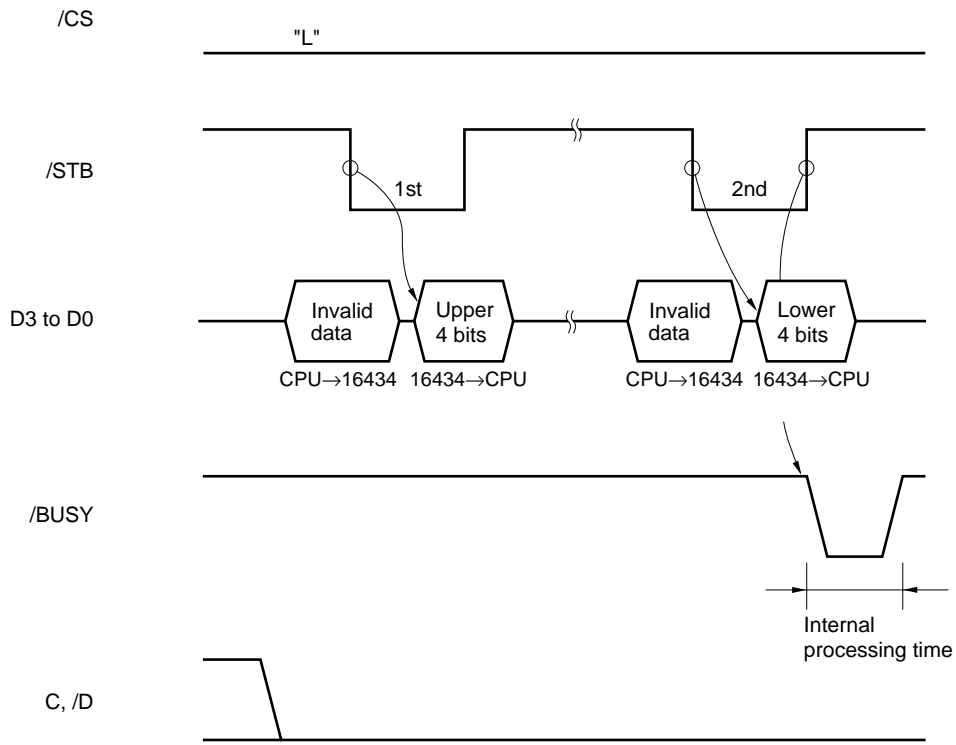 /CS
"L"
/STB
1st
2nd
D3 to D0
Invalid
data
Upper
4 bits
Invalid
data
Lower
4 bits
CPU→16434
16434→CPU
CPU→16434
16434→CPU
/BUSY
Internal
processing time
C, /D